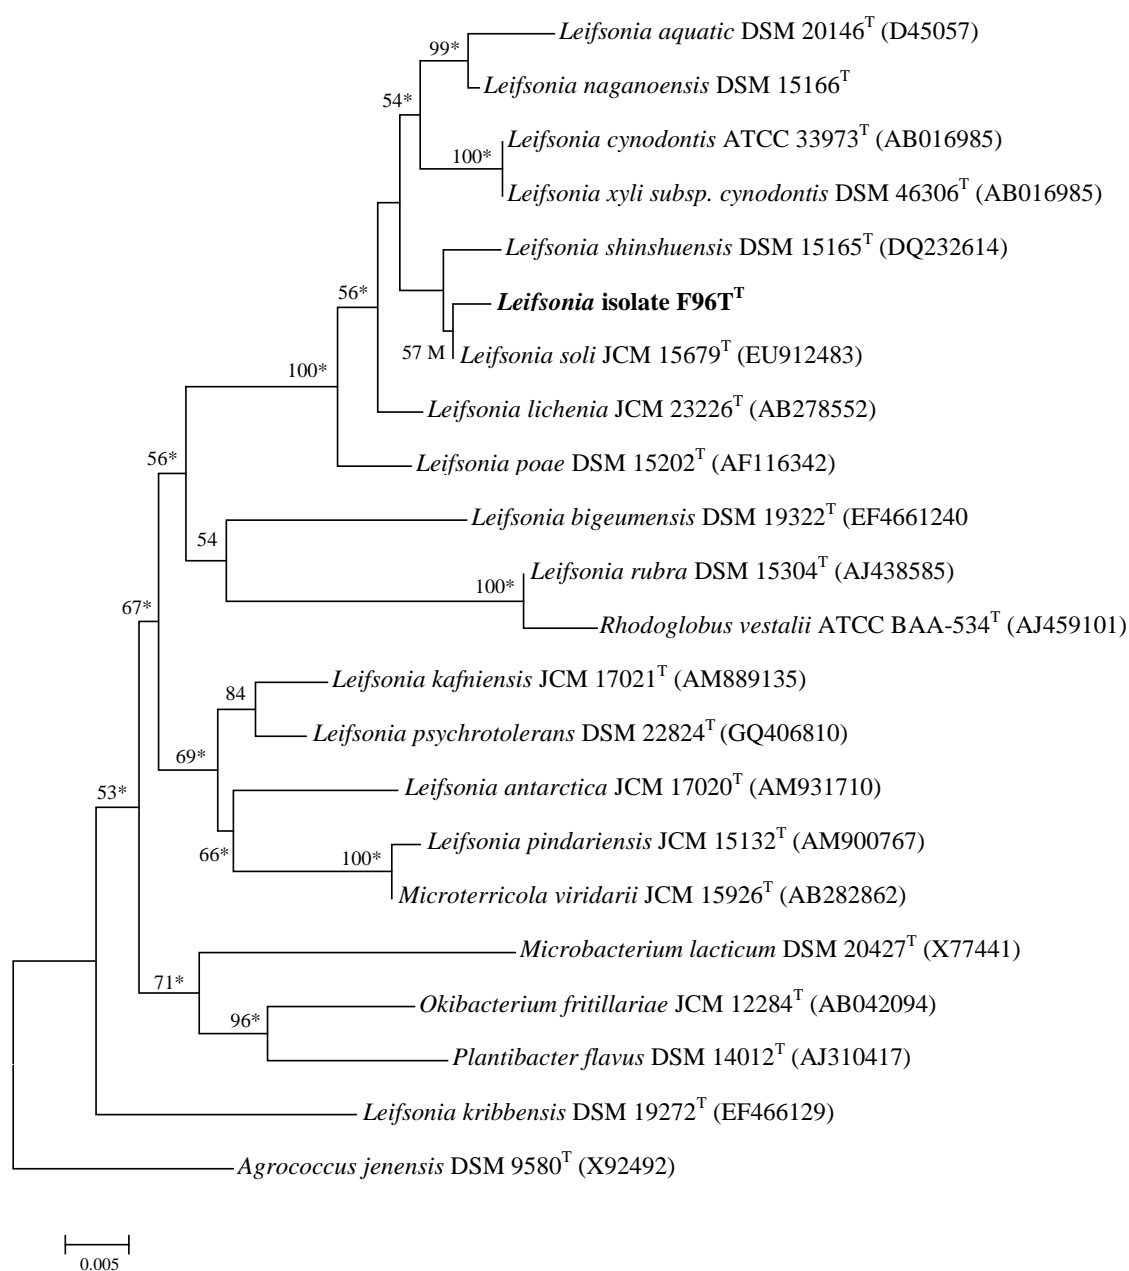 Leifsonia aquatic DSM 20146T (D45057)
99*
Leifsonia naganoensis DSM 15166T
54*
Leifsonia cynodontis ATCC 33973T (AB016985)
100*
Leifsonia xyli subsp. cynodontis DSM 46306T (AB016985)
Leifsonia shinshuensis DSM 15165T (DQ232614)
56*
Leifsonia isolate F96TT
57 M
Leifsonia soli JCM 15679T (EU912483)
100*
Leifsonia lichenia JCM 23226T (AB278552)
56*
Leifsonia poae DSM 15202T (AF116342)
Leifsonia bigeumensis DSM 19322T (EF4661240
54
Leifsonia rubra DSM 15304T (AJ438585)
100*
67*
Rhodoglobus vestalii ATCC BAA-534T (AJ459101)
Leifsonia kafniensis JCM 17021T (AM889135)
84
Leifsonia psychrotolerans DSM 22824T (GQ406810)
69*
Leifsonia antarctica JCM 17020T (AM931710)
53*
Leifsonia pindariensis JCM 15132T (AM900767)
66*
100*
Microterricola viridarii JCM 15926T (AB282862)
Microbacterium lacticum DSM 20427T (X77441)
71*
Okibacterium fritillariae JCM 12284T (AB042094)
96*
Plantibacter flavus DSM 14012T (AJ310417)
Leifsonia kribbensis DSM 19272T (EF466129)
Agrococcus jenensis DSM 9580T (X92492)
0.005